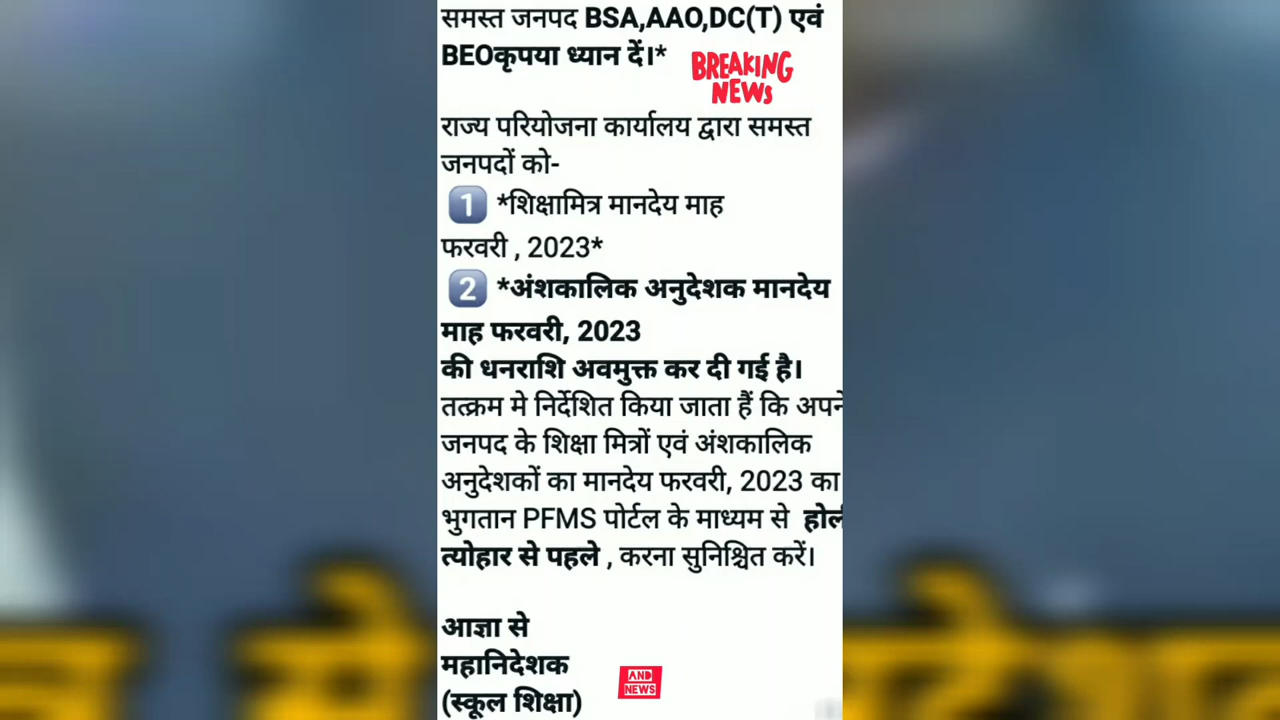 समस्त जनपद BSA,AAO,DC(T) एवं
BEOकृपया ध्यान दें।*
BREAKING
NEWS
राज्य परियोजना कार्यालय द्वारा समस्त
जनपदों को-
1 *शिक्षामित्र मानदेय माह
फरवरी , 2023*
2 *अंशकालिक अनुदेशक मानदेय
माह फरवरी, 2023
की धनराशि अवमुक्त कर दी गई है।
तत्क्रम मे निर्देशित किया जाता हैं कि अपने
जनपद के शिक्षा मित्रों एवं अंशकालिक
अनुदेशकों का मानदेय फरवरी, 2023 का
भुगतान PFMS पोर्टल के माध्यम से होली
त्योहार से पहले , करना सुनिश्चित करें।
आज्ञा से
महानिदेशक
(स्कूल शिक्षा)
AND
NEWS